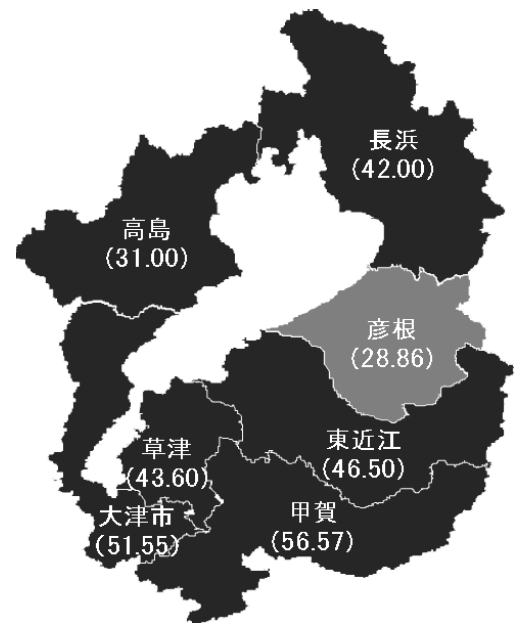 長浜
(42.00)
高島
(31.00)
彦根
(28.86)
東近江
(46.50)
草津
(43.60)
大津市
(51.55)
甲賀
(56.57)